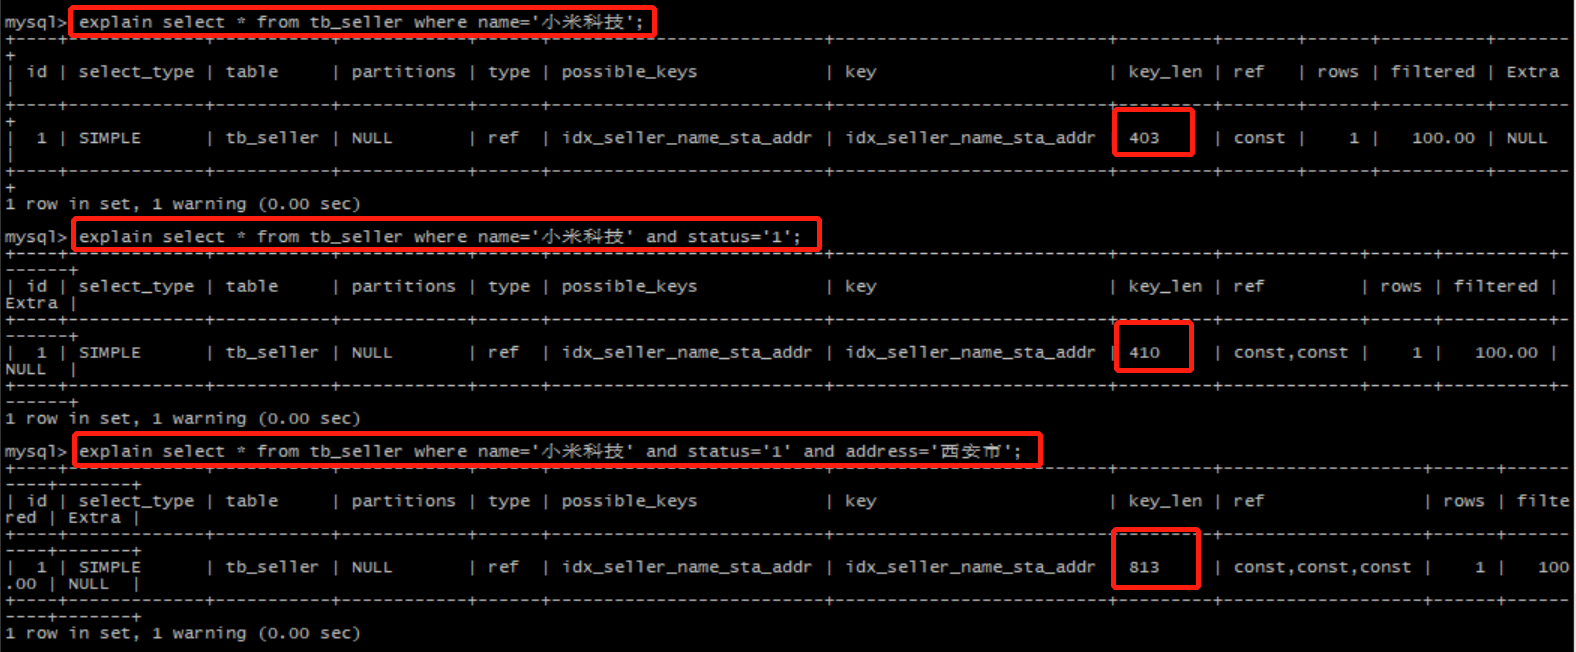 mysql> explain select * from tb_seller where name='小米科技';
+----+-------------+-----------+------------+------+--------------------------+--------------------------+---------+-------+------+----------+-------
+
| id | select_type | table     | partitions | type | possible_keys            | key                      | key_len | ref   | rows | filtered | Extra
|
+----+-------------+-----------+------------+------+--------------------------+--------------------------+---------+-------+------+----------+-------
+
|  1 | SIMPLE      | tb_seller | NULL       | ref  | idx_seller_name_sta_addr | idx_seller_name_sta_addr | 403     | const |    1 |   100.00 | NULL
|
+----+-------------+-----------+------------+------+--------------------------+--------------------------+---------+-------+------+----------+-------
+
1 row in set, 1 warning (0.00 sec)
mysql> explain select * from tb_seller where name='小米科技' and status='1';
+----+-------------+-----------+------------+------+--------------------------+--------------------------+---------+-------------+------+----------+-
------+
| id | select_type | table     | partitions | type | possible_keys            | key                      | key_len | ref         | rows | filtered |
Extra |
+----+-------------+-----------+------------+------+--------------------------+--------------------------+---------+-------------+------+----------+-
------+
|  1 | SIMPLE      | tb_seller | NULL       | ref  | idx_seller_name_sta_addr | idx_seller_name_sta_addr | 410     | const,const |    1 |   100.00 |
NULL  |
+----+-------------+-----------+------------+------+--------------------------+--------------------------+---------+-------------+------+----------+-
------+
1 row in set, 1 warning (0.00 sec)
mysql> explain select * from tb_seller where name='小米科技' and status='1' and address='西安市';
+----+-------------+-----------+------------+------+--------------------------+--------------------------+---------+-------------------+------+------
----+-------+
| id | select_type | table     | partitions | type | possible_keys            | key                      | key_len | ref               | rows | filte
red | Extra |
+----+-------------+-----------+------------+------+--------------------------+--------------------------+---------+-------------------+------+------
----+-------+
|  1 | SIMPLE      | tb_seller | NULL       | ref  | idx_seller_name_sta_addr | idx_seller_name_sta_addr | 813     | const,const,const |    1 |   100
.00 | NULL  |
+----+-------------+-----------+------------+------+--------------------------+--------------------------+---------+-------------------+------+------
----+-------+
1 row in set, 1 warning (0.00 sec)